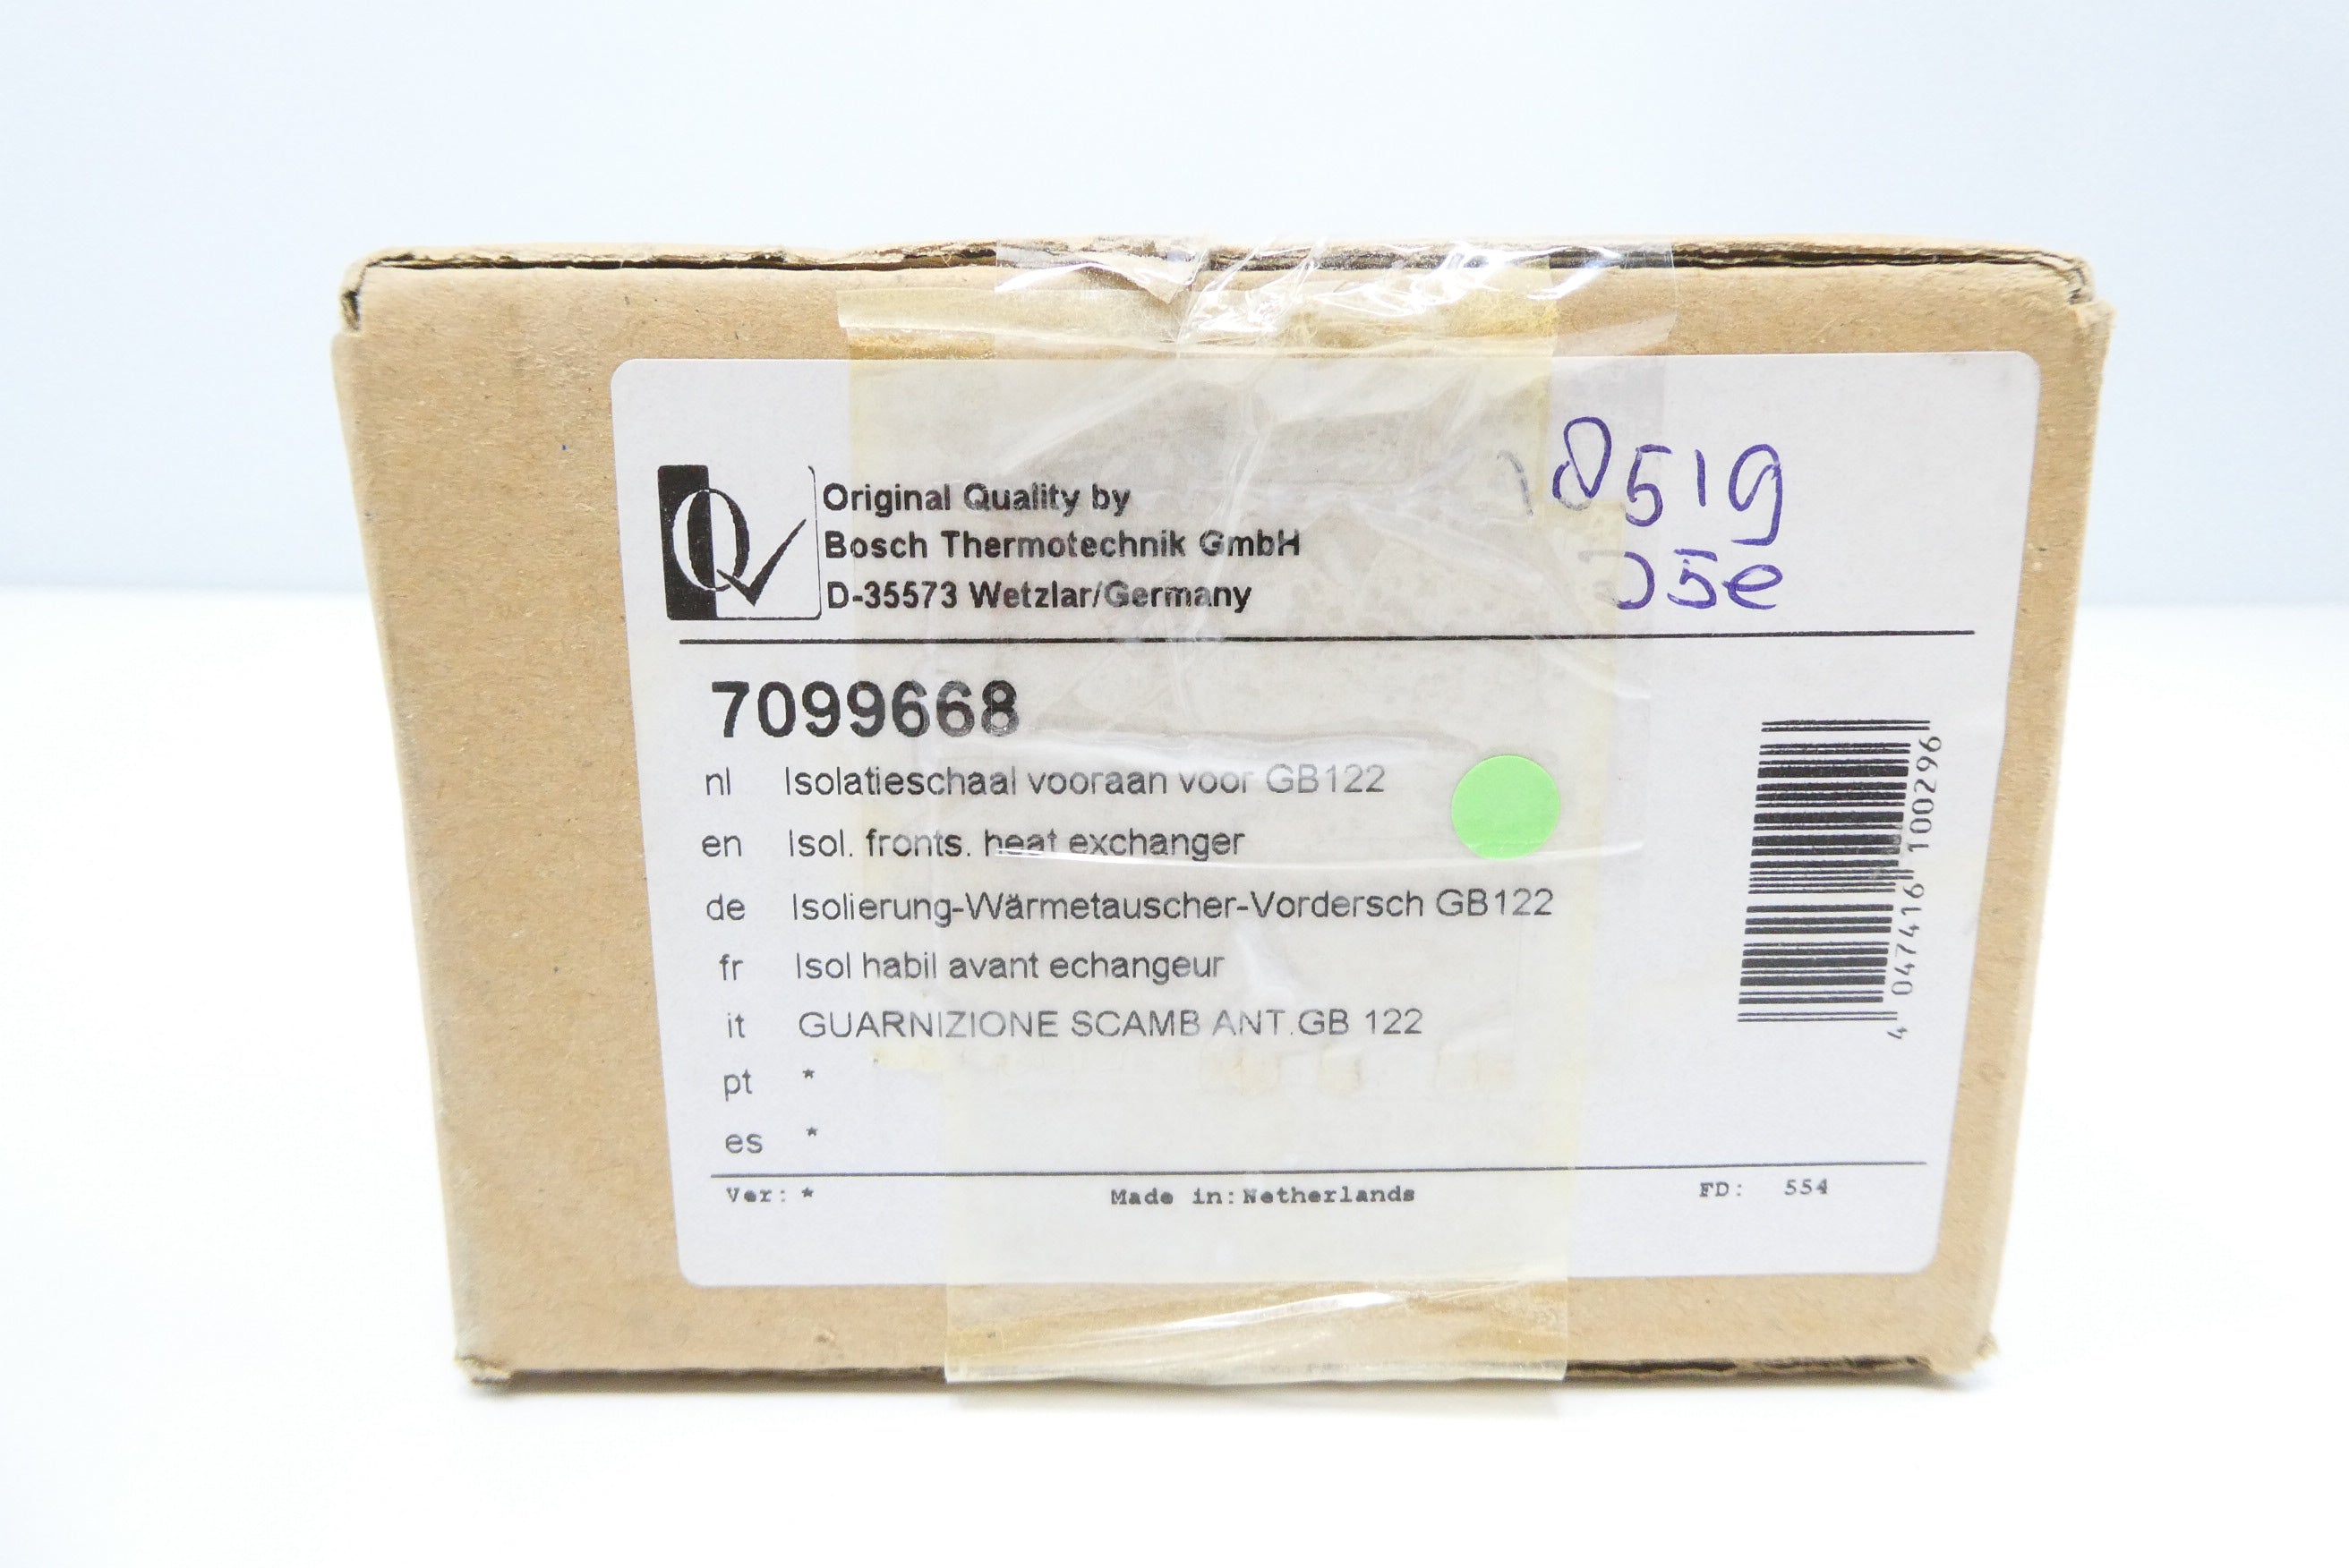 Original Quality by
Bosch Thermotechnik GmbH
D-35573 Wetzlar/Germany
7099668
nl Isolatieschaal vooraan voor GB122
en Isol. fronts. heat exchanger
de Isolierung-Wärmetauscher-Vordersch GB122
fr Isol habil avant echangeur
it GUARNIZIONE SCAMB ANT.GB 122
pt *
es *
Ver: * Made in:Netherlands FD: 554
4 047416 100296